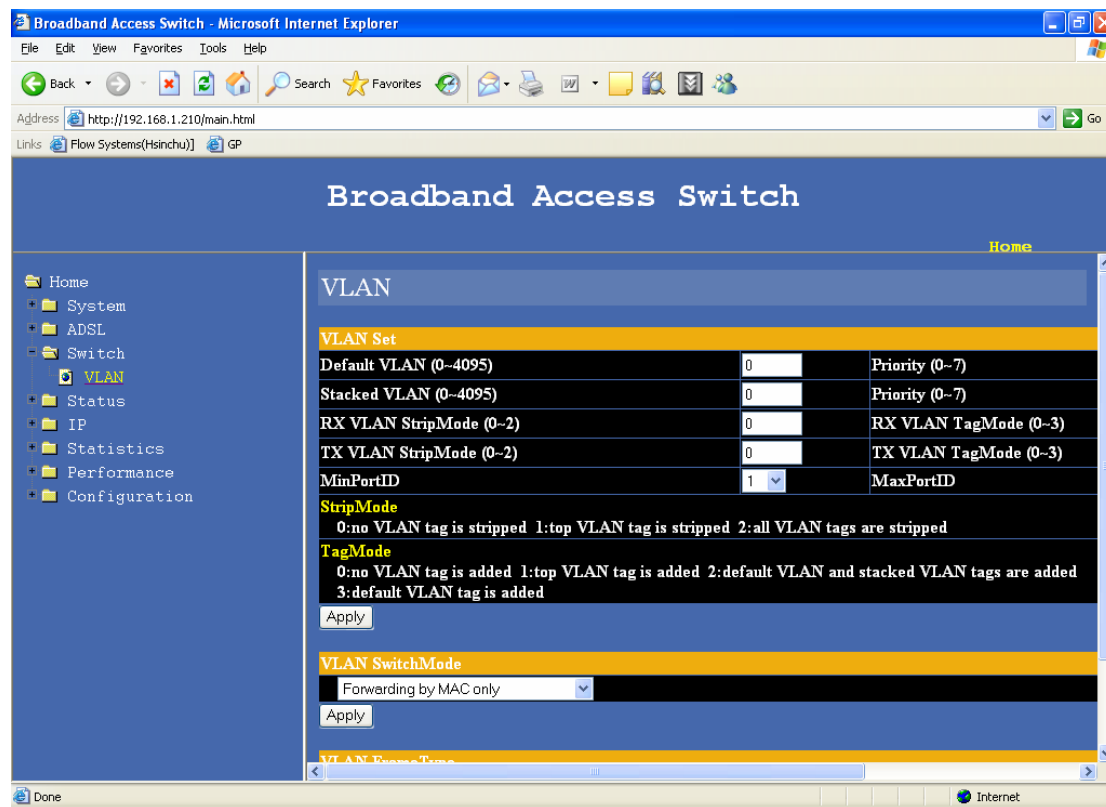 Broadband Access Switch - Microsoft Internet Explorer
File Edit View Favorites Tools Help
Back Search Favorites
Address http://192.168.1.210/main.html Go
Links Flow Systems(Hsinchu)] GP
Broadband Access Switch
Home
Home
System
ADSL
Switch
VLAN
Status
IP
Statistics
Performance
Configuration
VLAN
VLAN Set
Default VLAN (0~4095) 0 Priority (0~7)
Stacked VLAN (0~4095) 0 Priority (0~7)
RX VLAN StripMode (0~2) 0 RX VLAN TagMode (0~3)
TX VLAN StripMode (0~2) 0 TX VLAN TagMode (0~3)
MinPortID 1 MaxPortID
StripMode
0:no VLAN tag is stripped 1:top VLAN tag is stripped 2:all VLAN tags are stripped
TagMode
0:no VLAN tag is added 1:top VLAN tag is added 2:default VLAN and stacked VLAN tags are added
3:default VLAN tag is added
Apply
VLAN SwitchMode
Forwarding by MAC only
Apply
VLAN FrameType
Done Internet